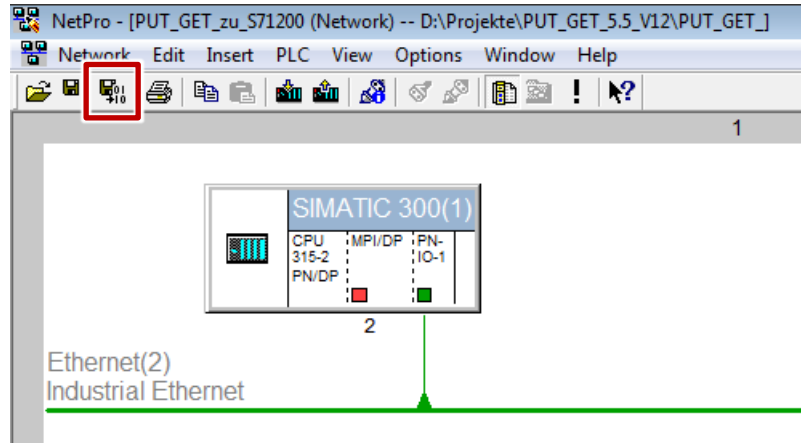 NetPro - [PUT_GET_zu_S71200 (Network) -- D:\Projekte\PUT_GET_5.5_V12\PUT_GET_]
Network Edit Insert PLC View Options Window Help
1
SIMATIC 300(1)
CPU 315-2 PN/DP
MPI/DP
PN-IO-1
2
Ethernet(2)
Industrial Ethernet